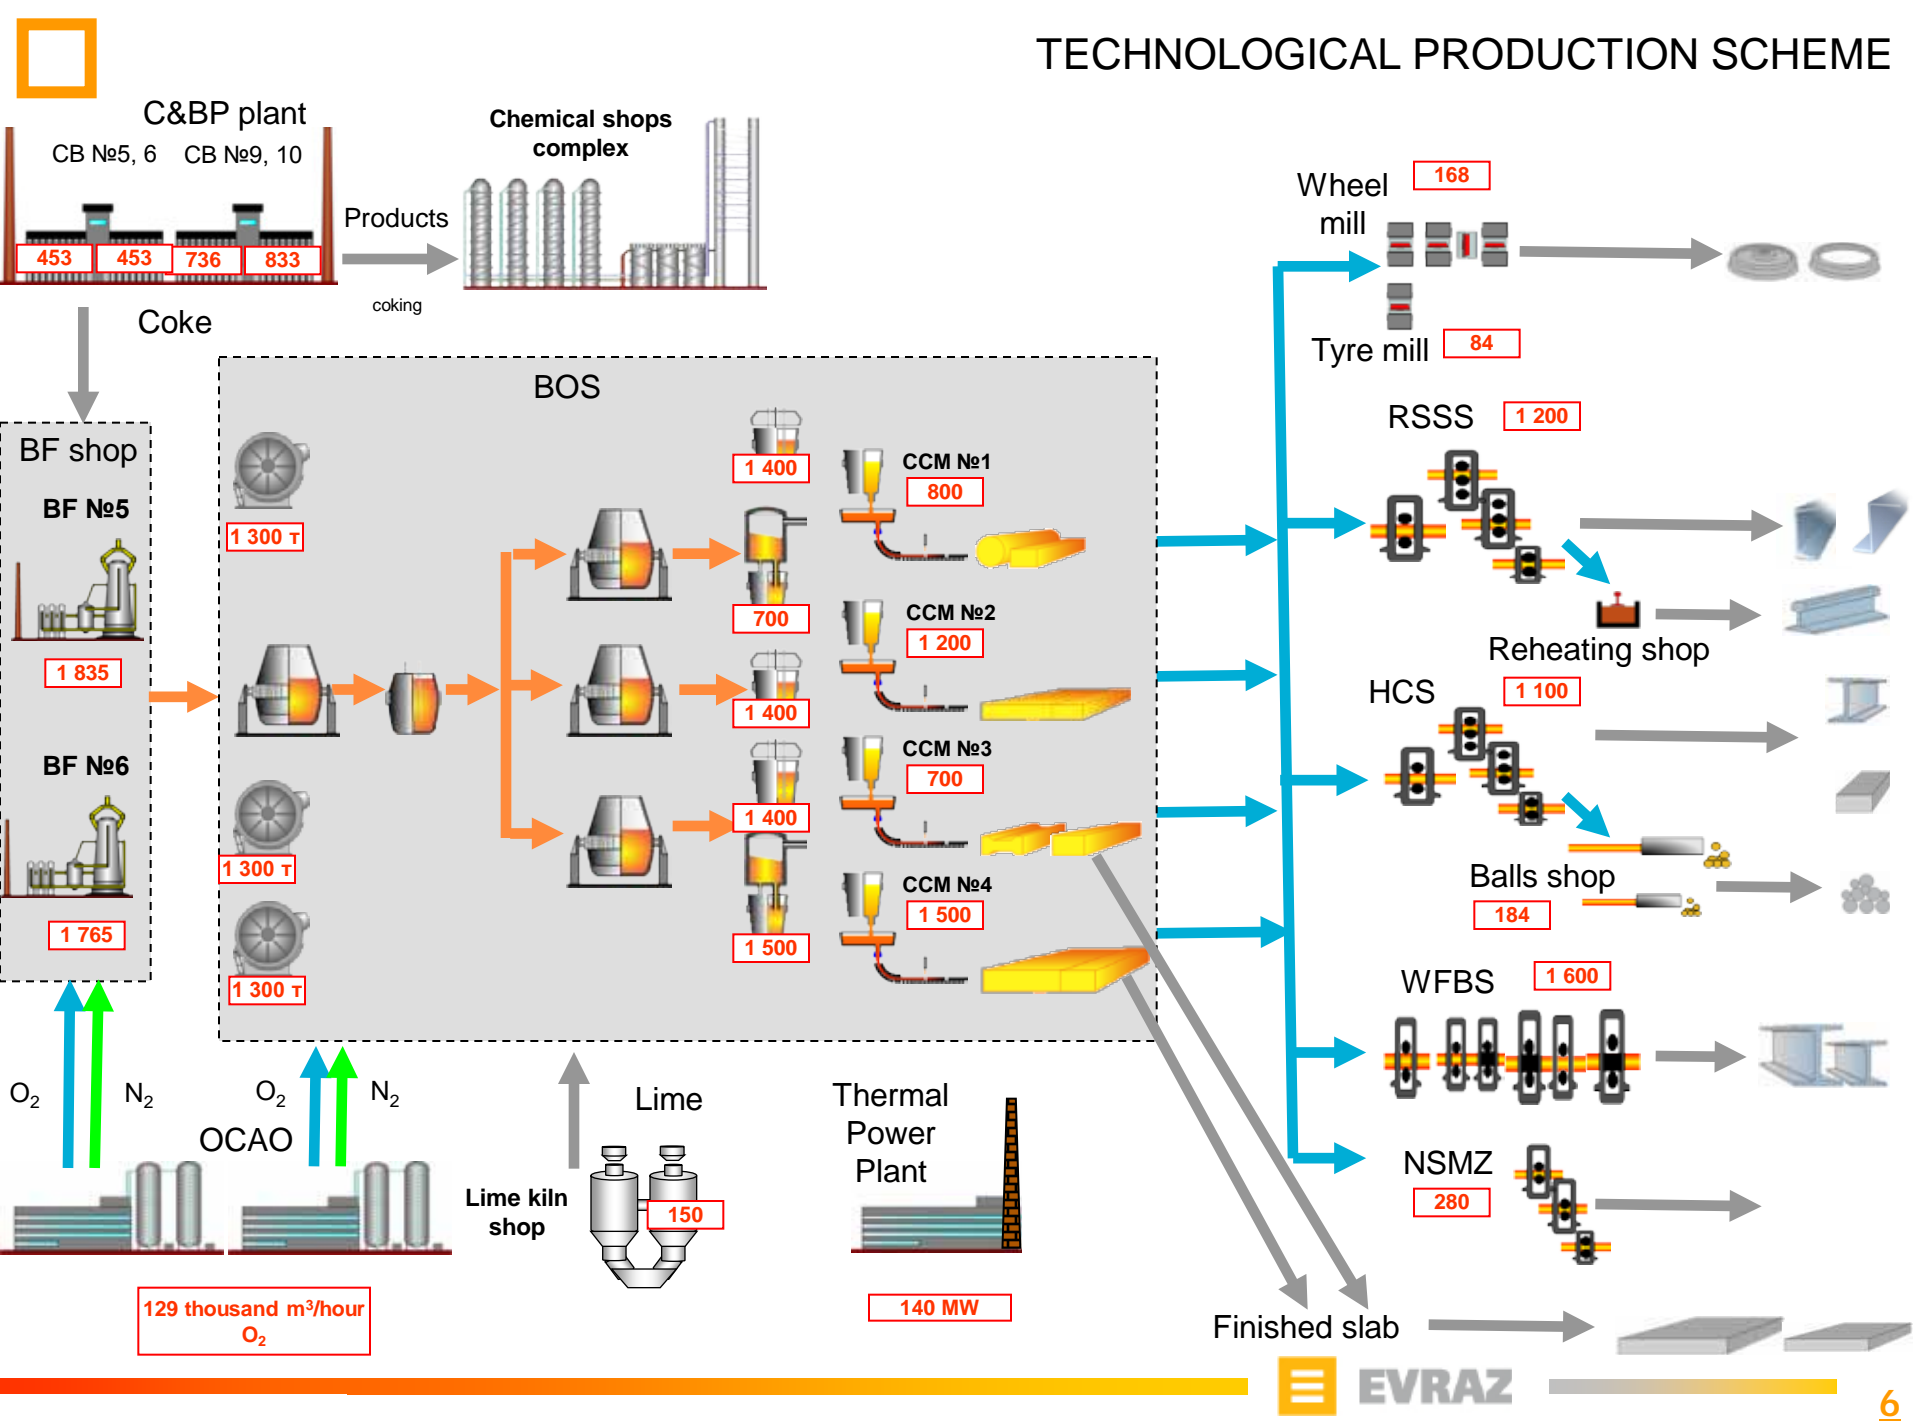 TECHNOLOGICAL PRODUCTION SCHEME
C&BP plant
CB №5, 6
CB №9, 10
453
453
736
833
Products
coking
Chemical shops
complex
Coke
BF shop
BF №5
1 835
BF №6
1 765
BOS
1 300 т
1 300 т
1 300 т
1 400
700
1 400
1 400
1 500
CCM №1
800
CCM №2
1 200
CCM №3
700
CCM №4
1 500
Wheel
mill
168
Tyre mill
84
RSSS
1 200
Reheating shop
HCS
1 100
Balls shop
184
WFBS
1 600
NSMZ
280
O₂
N₂
O₂
N₂
OCAO
129 thousand m³/hour
O₂
Lime
Lime kiln
shop
150
Thermal
Power
Plant
140 MW
Finished slab
EVRAZ
6